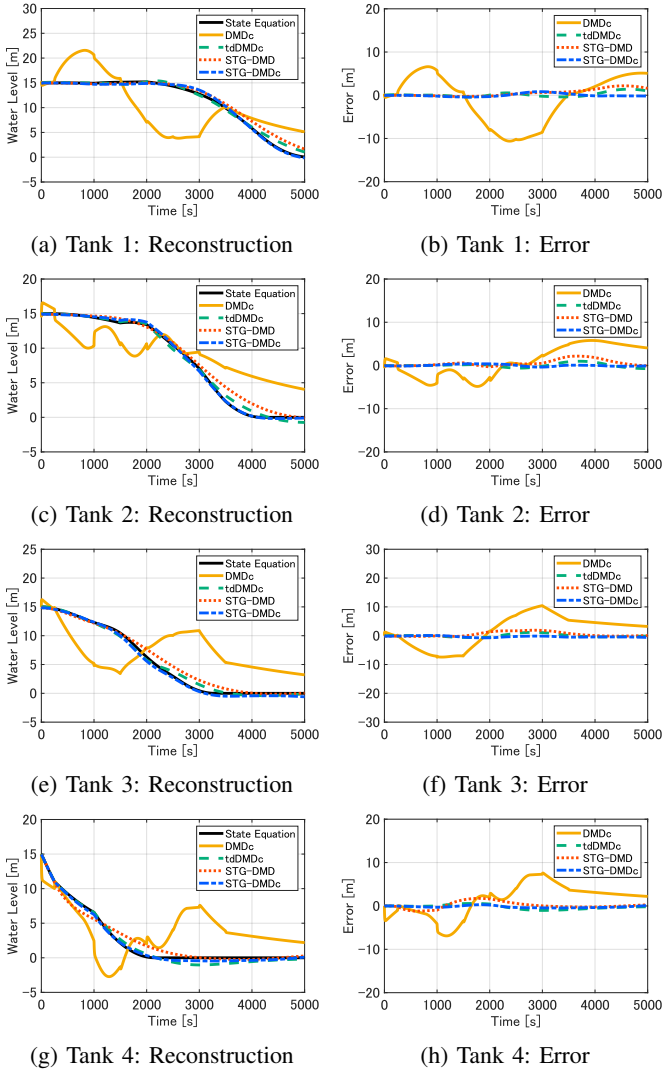 20
15
10
5
0
-5
Water Level [m]
State Equation
DMDc
tdDMDc
STG-DMD
STG-DMDc
0 1000 2000 3000 4000 5000
Time [s]
(a) Tank 1: Reconstruction
20
10
0
-10
-20
Error [m]
DMDc
tdDMDc
STG-DMD
STG-DMDc
0 1000 2000 3000 4000 5000
Time [s]
(b) Tank 1: Error
20
15
10
5
0
-5
Water Level [m]
State Equation
DMDc
tdDMDc
STG-DMD
STG-DMDc
0 1000 2000 3000 4000 5000
Time [s]
(c) Tank 2: Reconstruction
20
10
0
-10
-20
Error [m]
DMDc
tdDMDc
STG-DMD
STG-DMDc
0 1000 2000 3000 4000 5000
Time [s]
(d) Tank 2: Error
25
20
15
10
5
0
-5
Water Level [m]
State Equation
DMDc
tdDMDc
STG-DMD
STG-DMDc
0 1000 2000 3000 4000 5000
Time [s]
(e) Tank 3: Reconstruction
30
20
10
0
-10
-20
-30
Error [m]
DMDc
tdDMDc
STG-DMD
STG-DMDc
0 1000 2000 3000 4000 5000
Time [s]
(f) Tank 3: Error
20
15
10
5
0
-5
Water Level [m]
State Equation
DMDc
tdDMDc
STG-DMD
STG-DMDc
0 1000 2000 3000 4000 5000
Time [s]
(g) Tank 4: Reconstruction
20
10
0
-10
-20
Error [m]
DMDc
tdDMDc
STG-DMD
STG-DMDc
0 1000 2000 3000 4000 5000
Time [s]
(h) Tank 4: Error